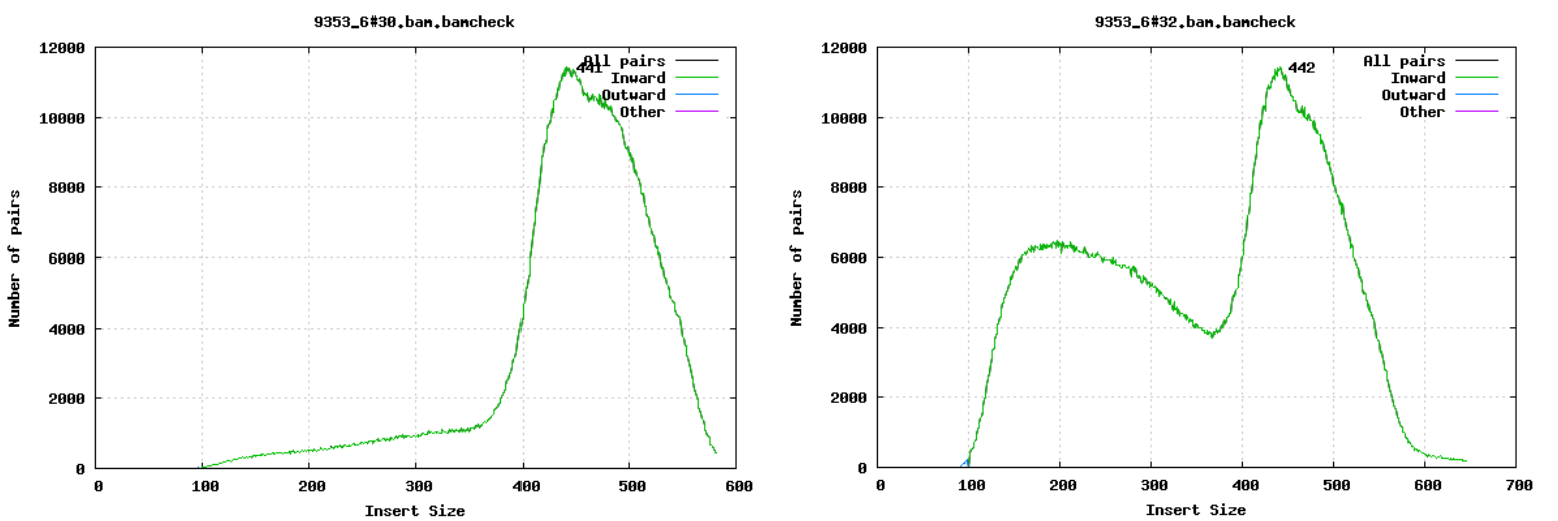 9353_6#30.bam.bamcheck
Number of pairs
12000
10000
8000
6000
4000
2000
0
0 100 200 300 400 500 600
Insert Size
441
All pairs
Inward
Outward
Other
9353_6#32.bam.bamcheck
Number of pairs
12000
10000
8000
6000
4000
2000
0
0 100 200 300 400 500 600 700
Insert Size
442
All pairs
Inward
Outward
Other